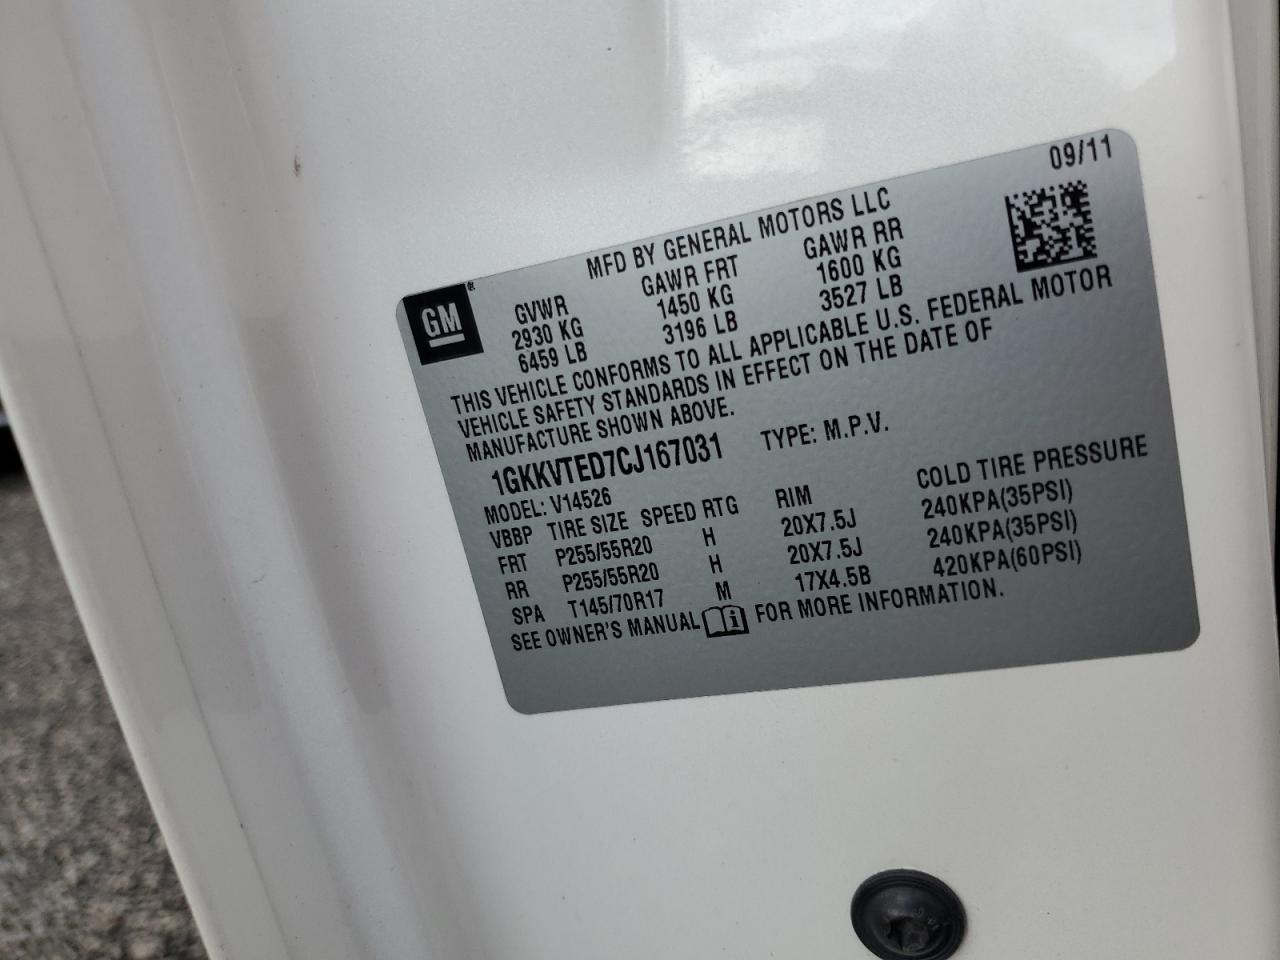 09/11
MFD BY GENERAL MOTORS LLC
GM®
GVWR GAWR FRT GAWR RR
2930 KG 1450 KG 1600 KG
6459 LB 3196 LB 3527 LB
THIS VEHICLE CONFORMS TO ALL APPLICABLE U.S. FEDERAL MOTOR
VEHICLE SAFETY STANDARDS IN EFFECT ON THE DATE OF
MANUFACTURE SHOWN ABOVE.
1GKKVTED7CJ167031 TYPE: M.P.V.
MODEL: V14526
VBBP TIRE SIZE SPEED RTG RIM COLD TIRE PRESSURE
FRT P255/55R20 H 20X7.5J 240KPA(35PSI)
RR P255/55R20 H 20X7.5J 240KPA(35PSI)
SPA T145/70R17 M 17X4.5B 420KPA(60PSI)
SEE OWNER'S MANUAL i FOR MORE INFORMATION.